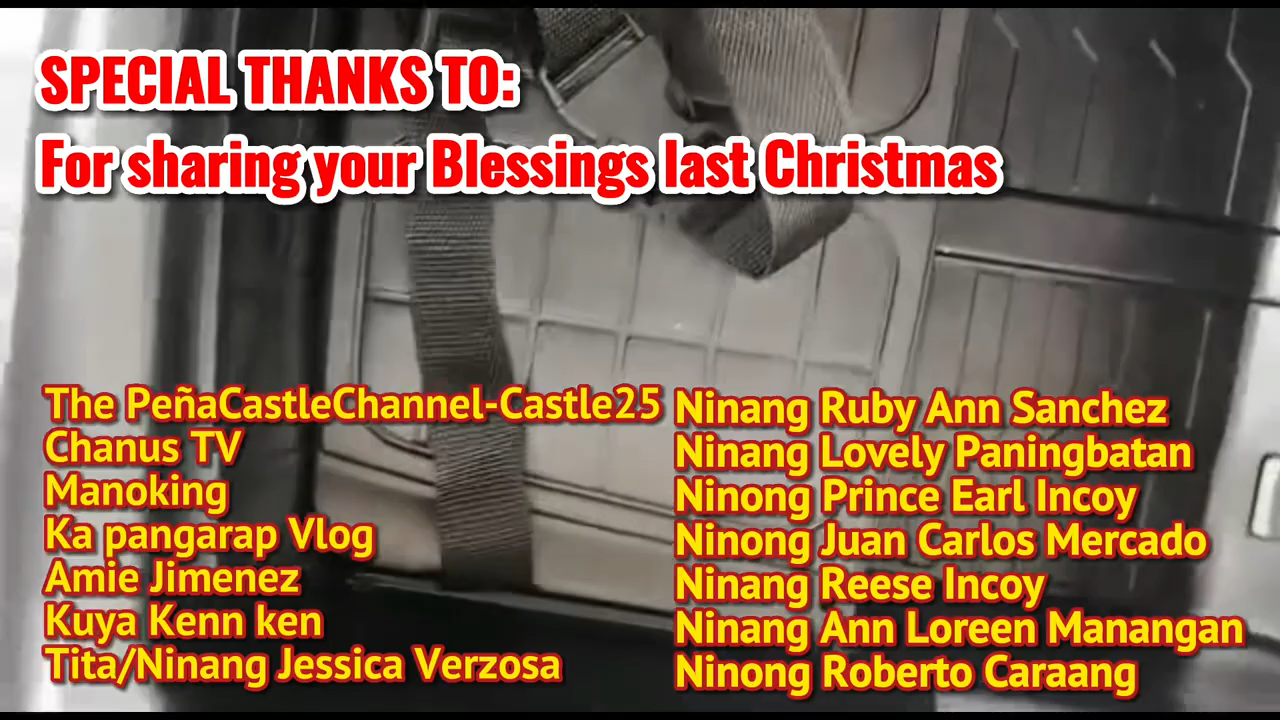 SPECIAL THANKS TO:
For sharing your Blessings last Christmas
The PeñaCastleChannel-Castle25
Chanus TV
Manoking
Ka pangarap Vlog
Amie Jimenez
Kuya Kenn ken
Tita/Ninang Jessica Verzosa
Ninang Ruby Ann Sanchez
Ninang Lovely Paningbatan
Ninong Prince Earl Incoy
Ninong Juan Carlos Mercado
Ninang Reese Incoy
Ninang Ann Loreen Manangan
Ninong Roberto Caraang